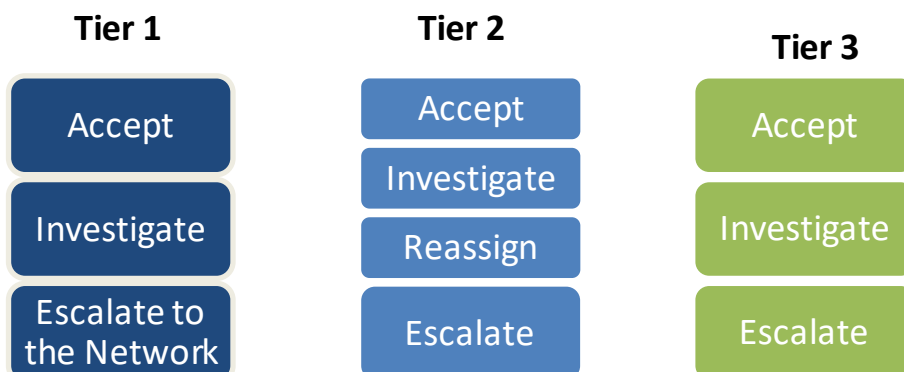 Tier 1
Accept
Investigate
Escalate to
the Network
Tier 2
Accept
Investigate
Reassign
Escalate
Tier 3
Accept
Investigate
Escalate